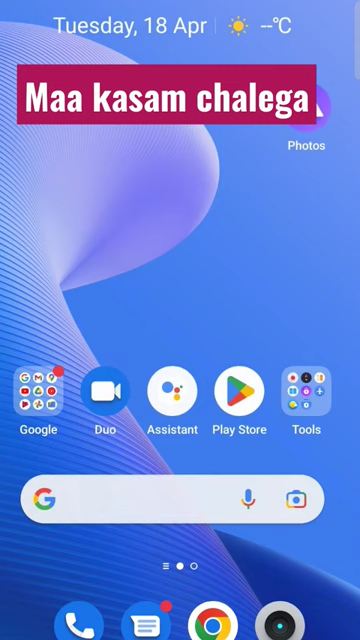 Tuesday, 18 Apr
--°C
Maa kasam chalega
Photos
Google
Duo
Assistant
Play Store
Tools